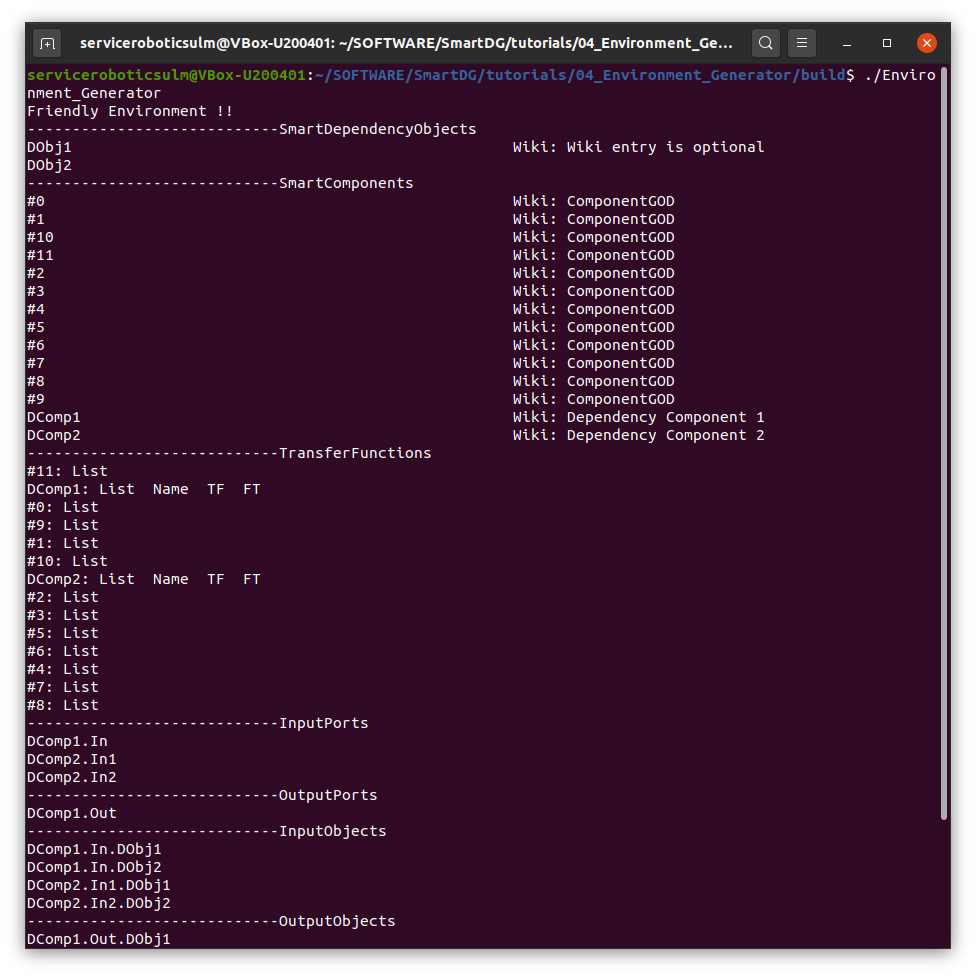 serviceroboticsulm@VBox-U200401: ~/SOFTWARE/SmartDG/tutorials/04_Environment_Ge...
serviceroboticsulm@VBox-U200401:~/SOFTWARE/SmartDG/tutorials/04_Environment_Generator/build$ ./Enviro
nment_Generator
Friendly Environment !!
----------------------------SmartDependencyObjects
DObj1 Wiki: Wiki entry is optional
DObj2
----------------------------SmartComponents
#0 Wiki: ComponentGOD
#1 Wiki: ComponentGOD
#10 Wiki: ComponentGOD
#11 Wiki: ComponentGOD
#2 Wiki: ComponentGOD
#3 Wiki: ComponentGOD
#4 Wiki: ComponentGOD
#5 Wiki: ComponentGOD
#6 Wiki: ComponentGOD
#7 Wiki: ComponentGOD
#8 Wiki: ComponentGOD
#9 Wiki: ComponentGOD
DComp1 Wiki: Dependency Component 1
DComp2 Wiki: Dependency Component 2
----------------------------TransferFunctions
#11: List
DComp1: List  Name  TF  FT
#0: List
#9: List
#1: List
#10: List
DComp2: List  Name  TF  FT
#2: List
#3: List
#5: List
#6: List
#4: List
#7: List
#8: List
----------------------------InputPorts
DComp1.In
DComp2.In1
DComp2.In2
----------------------------OutputPorts
DComp1.Out
----------------------------InputObjects
DComp1.In.DObj1
DComp1.In.DObj2
DComp2.In1.DObj1
DComp2.In2.DObj2
----------------------------OutputObjects
DComp1.Out.DObj1